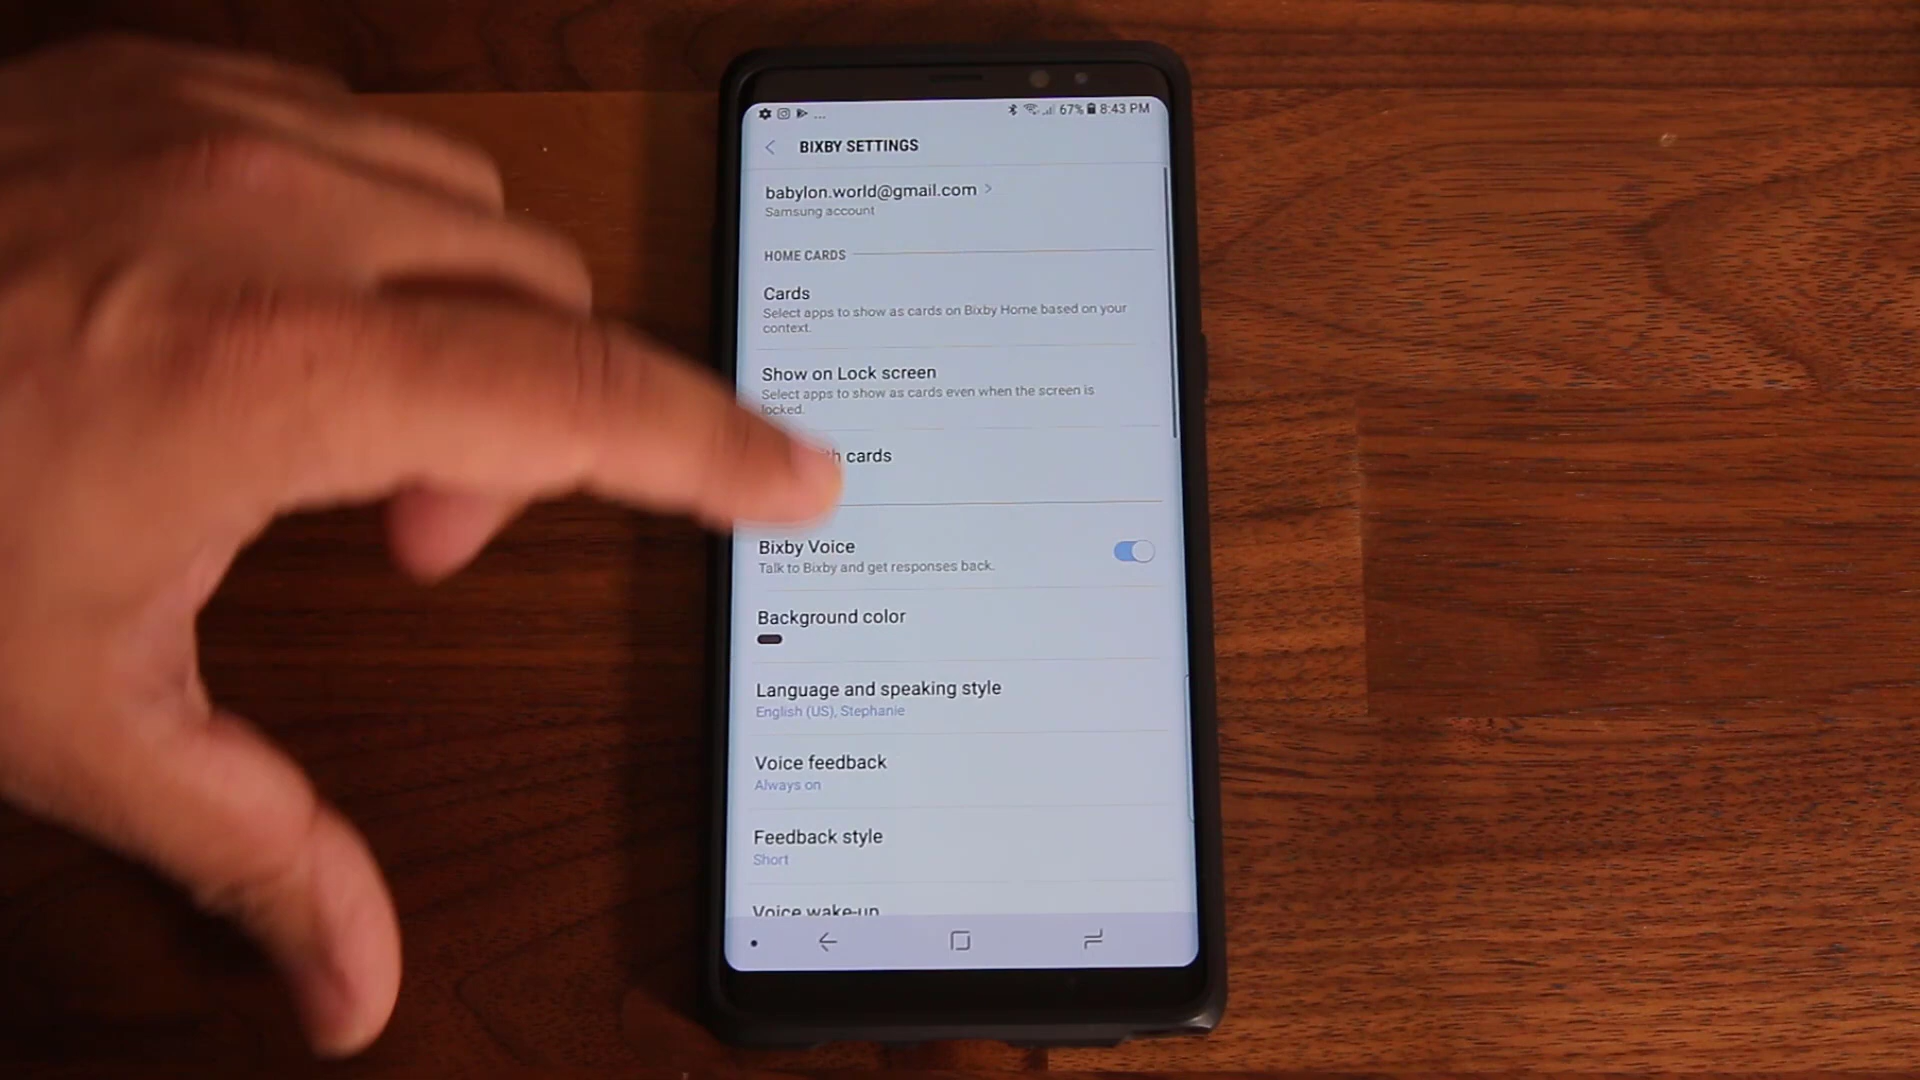 ... 67% 8:43 PM
BIXBY SETTINGS
babylon.world@gmail.com >
Samsung account
HOME CARDS
Cards
Select apps to show as cards on Bixby Home based on your
context.
Show on Lock screen
Select apps to show as cards even when the screen is
locked.
cards
Bixby Voice
Talk to Bixby and get responses back.
Background color
Language and speaking style
English (US), Stephanie
Voice feedback
Always on
Feedback style
Short
Voice wake-up